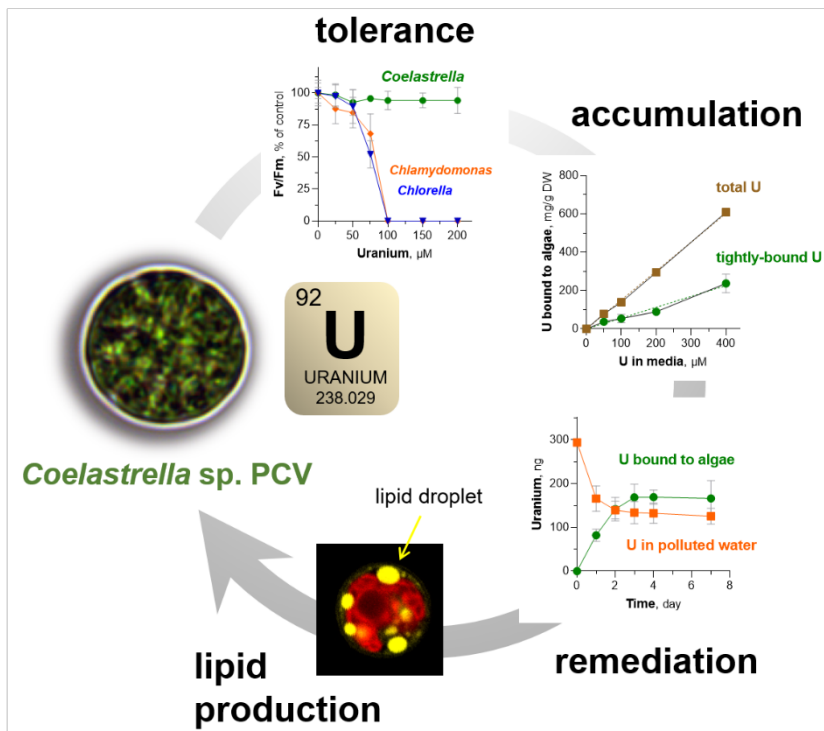 tolerance
Coelastrella
Fv/Fm, % of control
100
75
50
25
0
Chlamydomonas
Chlorella
0 50 100 150 200
Uranium, µM
accumulation
U bound to algae, mg/g DW
800
600
400
200
0
total U
tightly-bound U
0 100 200 300 400
U in media, µM
92
U
URANIUM
238.029
Coelastrella sp. PCV
Uranium, ng
300
200
100
0
U bound to algae
U in polluted water
0 2 4 6 8
Time, day
remediation
lipid droplet
lipid
production